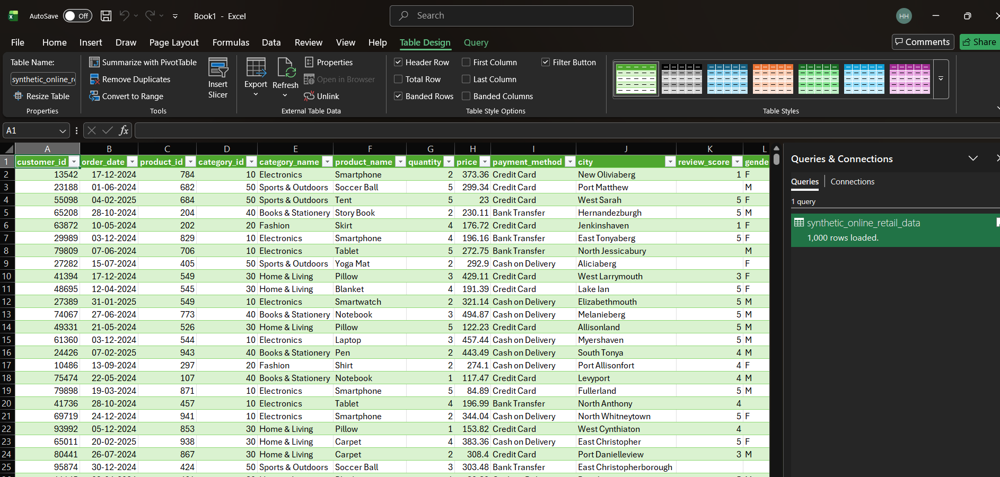 AutoSave Off Book1 - Excel Search HH
File Home Insert Draw Page Layout Formulas Data Review View Help Table Design Query Comments Share
Table Name:
synthetic_online_r
Resize Table
Properties
Summarize with PivotTable
Remove Duplicates
Convert to Range
Tools
Insert
Slicer
Export
Refresh
Properties
Open in Browser
Unlink
External Table Data
Header Row First Column Filter Button
Total Row Last Column
Banded Rows Banded Columns
Table Style Options
Table Styles
A1 fx
A B C D E F G H I J K L
1 customer_id order_date product_id category_id category_name product_name quantity price payment_method city review_score gende
2 13542 17-12-2024 784 10 Electronics Smartphone 2 373.36 Credit Card New Oliviaberg 1 F
3 23188 01-06-2024 682 50 Sports & Outdoors Soccer Ball 5 299.34 Credit Card Port Matthew M
4 55098 04-02-2025 684 50 Sports & Outdoors Tent 5 23 Credit Card West Sarah 5 F
5 65208 28-10-2024 204 40 Books & Stationery Story Book 2 230.11 Bank Transfer Hernandezburgh 5 M
6 63872 10-05-2024 202 20 Fashion Skirt 4 176.72 Credit Card Jenkinshaven 1 F
7 29989 03-12-2024 829 10 Electronics Smartphone 4 196.16 Bank Transfer East Tonyaberg 5 F
8 79809 07-06-2024 706 10 Electronics Tablet 5 272.75 Bank Transfer North Jessicabury M
9 27282 15-07-2024 405 50 Sports & Outdoors Yoga Mat 2 292.9 Cash on Delivery Aliciaberg F
10 41394 17-12-2024 549 30 Home & Living Pillow 3 429.11 Credit Card West Larrymouth 3 F
11 48695 12-04-2024 545 30 Home & Living Blanket 4 191.39 Credit Card Lake Ian 5 F
12 27389 31-01-2025 549 10 Electronics Smartwatch 2 321.14 Cash on Delivery Elizabethmouth 5 M
13 74067 27-06-2024 773 40 Books & Stationery Notebook 3 494.87 Cash on Delivery Melanieberg 5 M
14 49331 21-05-2024 526 30 Home & Living Pillow 5 122.23 Credit Card Allisonland 5 M
15 61360 03-12-2024 544 10 Electronics Laptop 3 457.44 Cash on Delivery Myershaven 5 M
16 24426 07-02-2025 943 40 Books & Stationery Pen 2 443.49 Cash on Delivery South Tonya 4 M
17 10486 13-09-2024 297 20 Fashion Shirt 2 274.1 Cash on Delivery Port Allisonfort 4 F
18 75474 22-05-2024 107 40 Books & Stationery Notebook 1 117.47 Credit Card Levyport 4 M
19 79898 19-03-2024 871 10 Electronics Smartphone 5 84.89 Credit Card Fullerland 5 M
20 41736 28-10-2024 457 10 Electronics Tablet 4 196.99 Bank Transfer North Anthony 4
21 69719 24-12-2024 941 10 Electronics Smartphone 2 344.04 Cash on Delivery North Whitneytown 5 F
22 93992 05-12-2024 853 30 Home & Living Pillow 1 153.82 Credit Card West Cynthiaton 4
23 65011 20-02-2025 938 30 Home & Living Carpet 4 383.36 Cash on Delivery East Christopher 5 F
24 80441 26-07-2024 867 30 Home & Living Carpet 2 308.4 Credit Card Port Danielleview 3 M
25 95874 30-12-2024 424 50 Sports & Outdoors Soccer Ball 3 303.48 Bank Transfer East Christopherborough
Queries & Connections
Queries Connections
1 query
synthetic_online_retail_data
1,000 rows loaded.